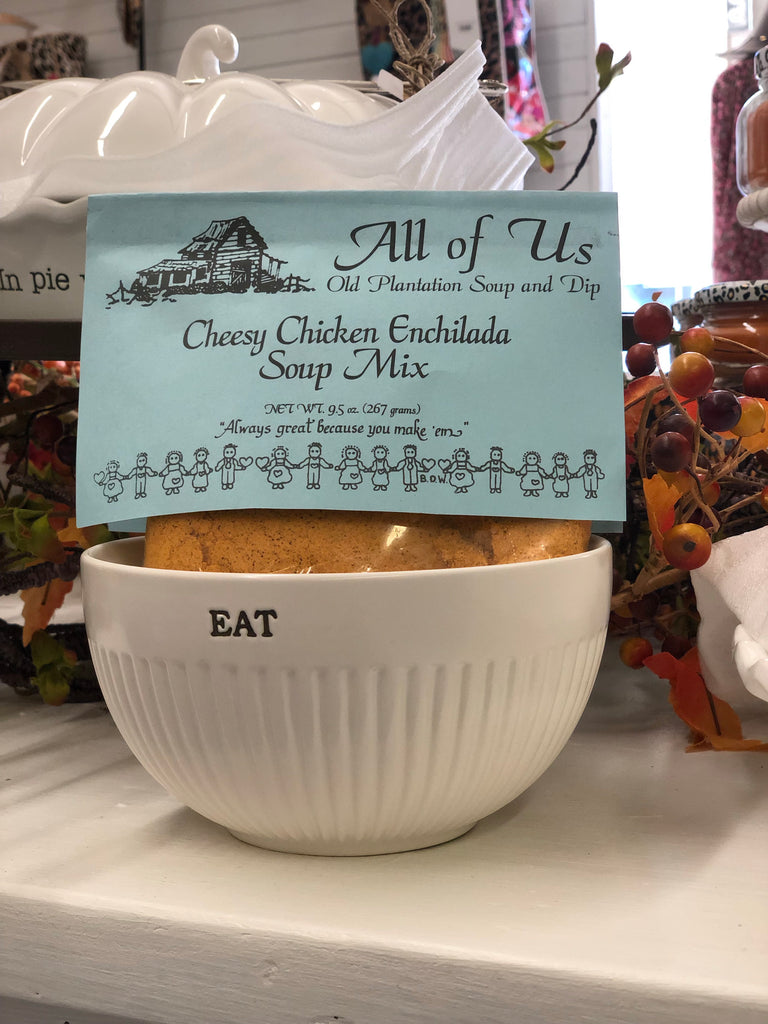 All of Us
Old Plantation Soup and Dip
Cheesy Chicken Enchilada
Soup Mix
NET WT. 9.5 oz. (267 grams)
"Always great because you make 'em"
B.D.W.
In pie
EAT